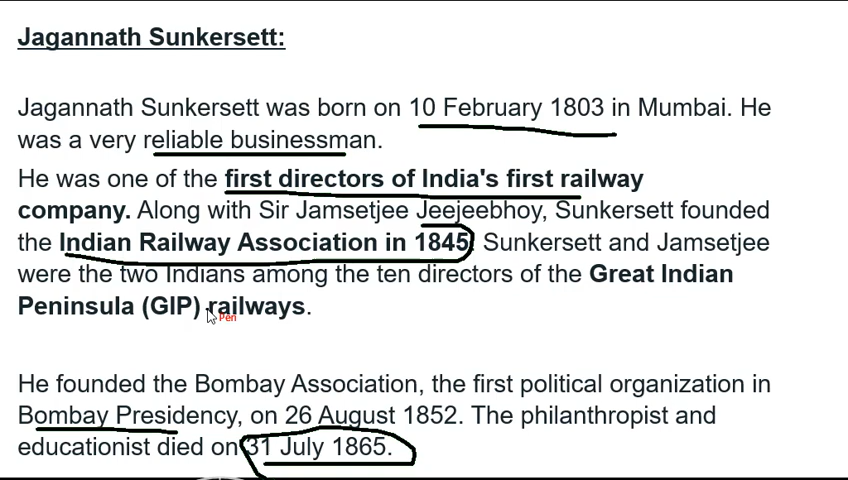 Jagannath Sunkersett:
Jagannath Sunkersett was born on 10 February 1803 in Mumbai. He
was a very reliable businessman.
He was one of the first directors of India's first railway
company. Along with Sir Jamsetjee Jeejeebhoy, Sunkersett founded
the Indian Railway Association in 1845. Sunkersett and Jamsetjee
were the two Indians among the ten directors of the Great Indian
Peninsula (GIP) railways.
Pen
He founded the Bombay Association, the first political organization in
Bombay Presidency, on 26 August 1852. The philanthropist and
educationist died on 31 July 1865.